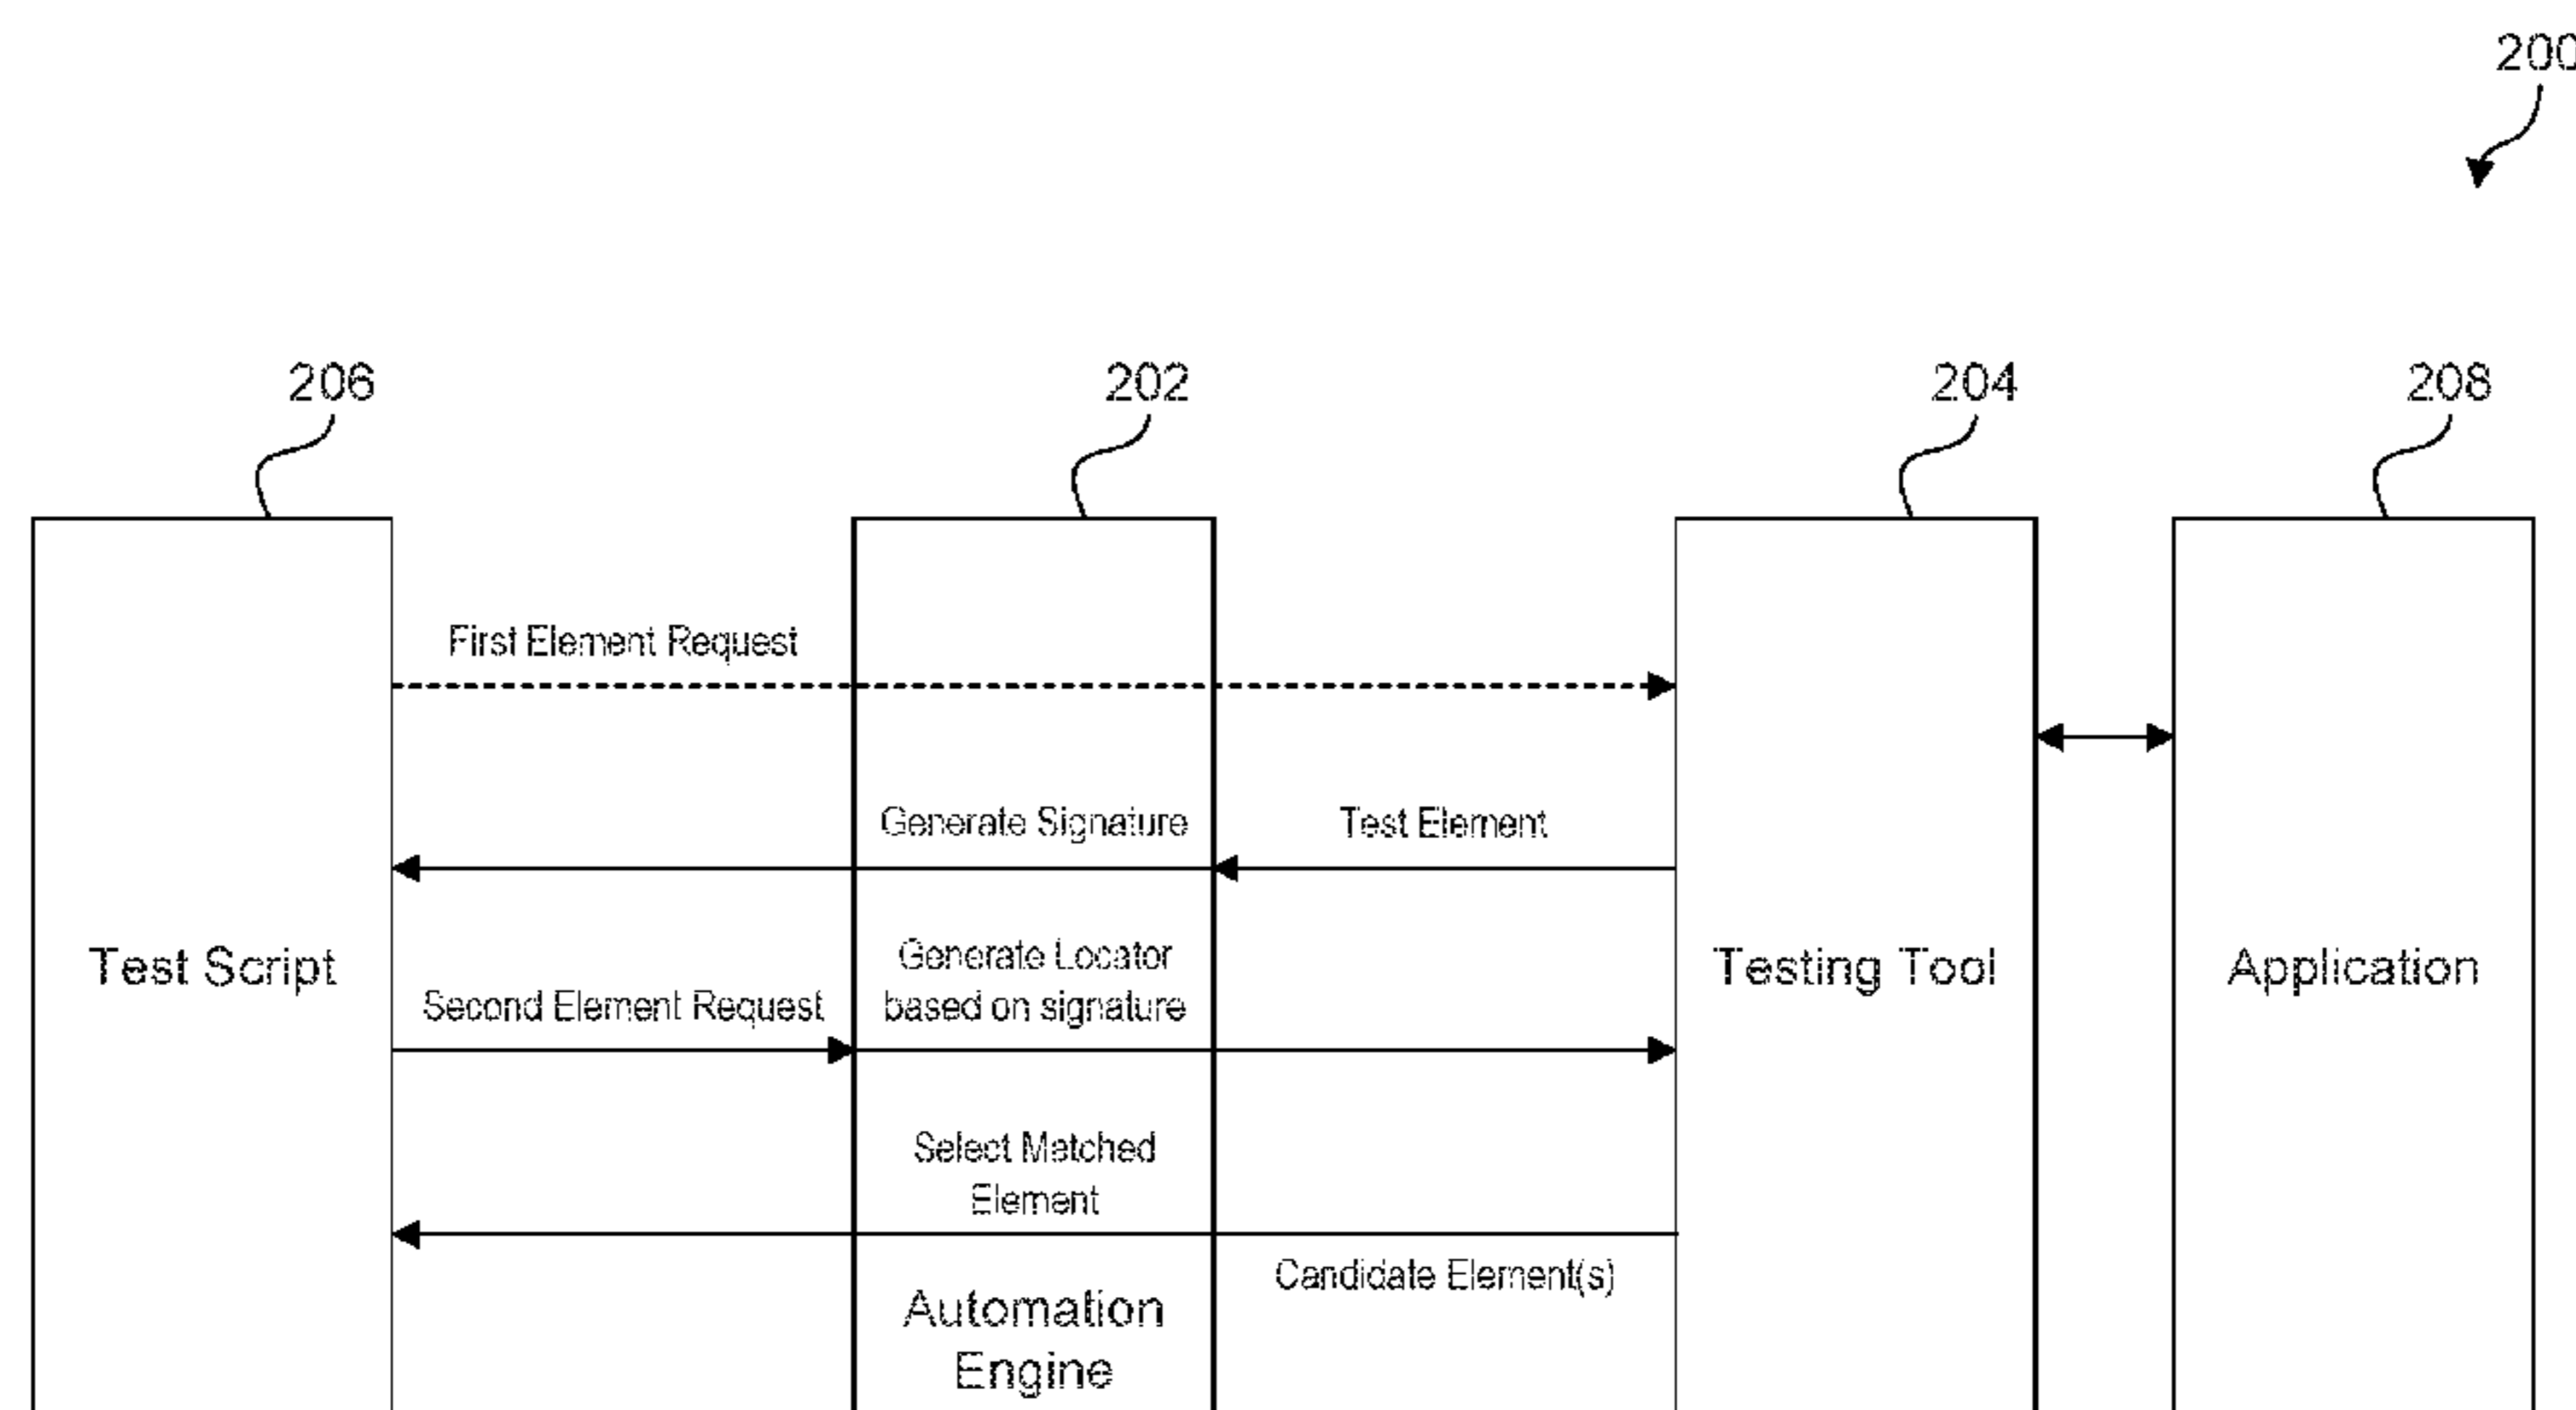 200
206
202
204
208
First Element Request
Generate Signature
Test Element
Test Script
Generate Locator
based on signature
Second Element Request
Testing Tool
Application
Select Matched
Element
Candidate Element(s)
Automation
Engine